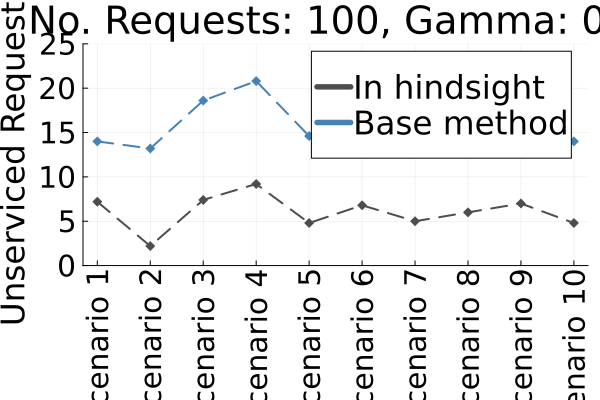 No. Requests: 100, Gamma: 0
Unserviced Request
25
20
15
10
5
0
In hindsight
Base method
cenario 1
cenario 2
cenario 3
cenario 4
cenario 5
cenario 6
cenario 7
cenario 8
cenario 9
enario 10